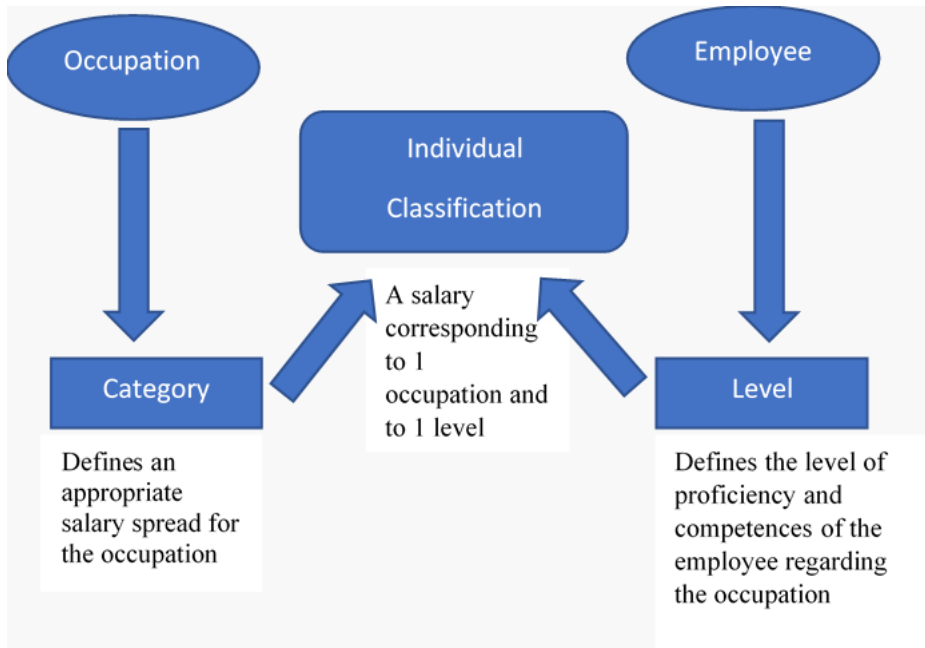 Occupation
Employee
Individual
Classification
A salary
corresponding
to 1
occupation and
to 1 level
Category
Defines an
appropriate
salary spread for
the occupation
Level
Defines the level of
proficiency and
competences of the
employee regarding
the occupation